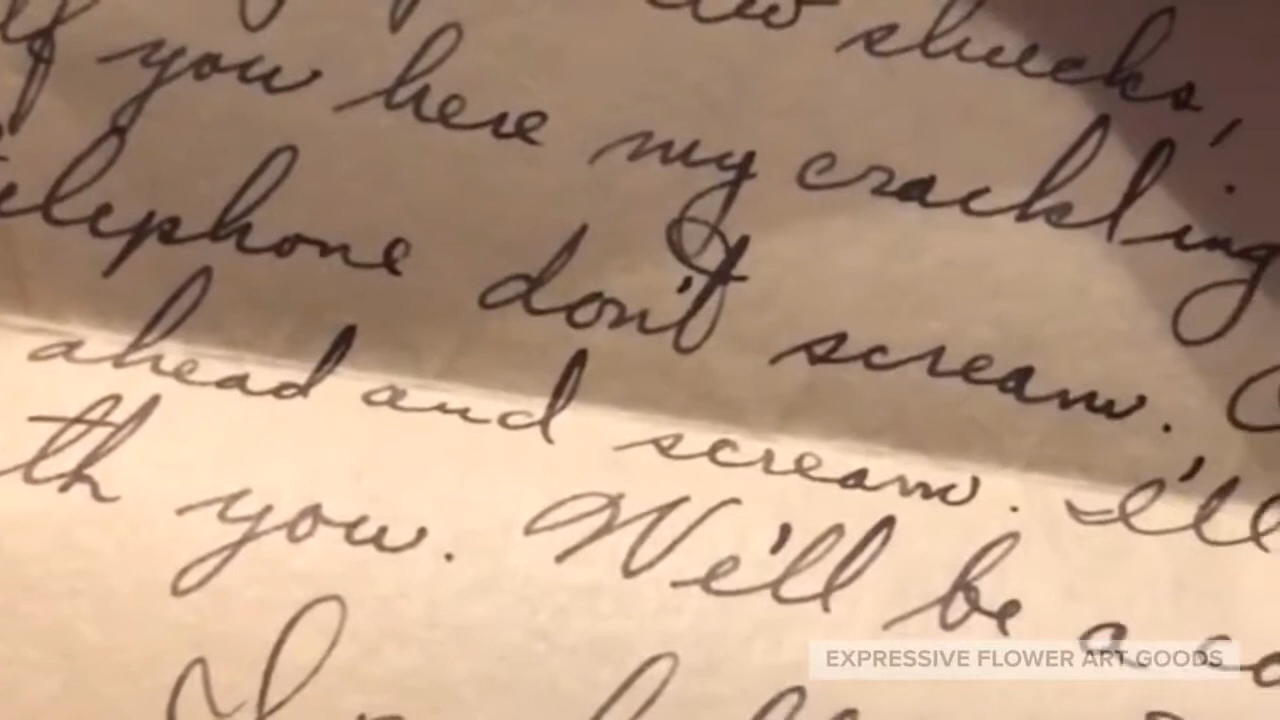 shucks,
If you here my crackling
telephone don't scream.
ahead and scream. I'll
th you. We'll be a
EXPRESSIVE FLOWER ART GOODS